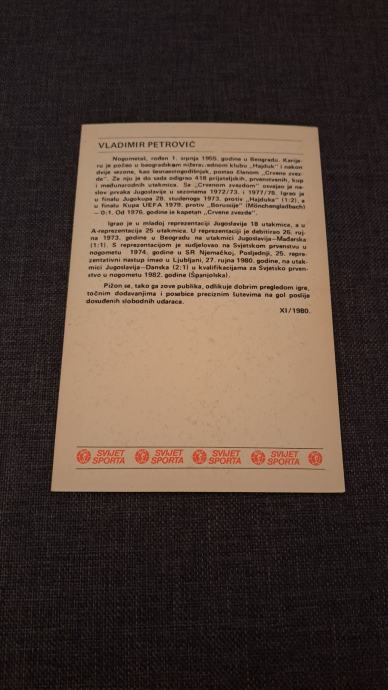 VLADIMIR PETROVIĆ
Nogometaš, rođen 1. srpnja 1955. godine u Beogradu. Karije-
ru je počeo u beogradskom nižerazrednom klubu „Hajduk" i nakon
dvije sezone, kao šesnaestogodišnjak, postao članom „Crvene zvez-
de". Za nju je do sada odigrao 418 prijateljskih, prvenstvenih, kup
i međunarodnih utakmica. Sa „Crvenom zvezdom" osvajao je na-
slov prvaka Jugoslavije u sezonama 1972/73. i 1977/78. Igrao je
u finalu Jugokupa 28. studenoga 1973. protiv „Hajduka" (1:2), a
u finalu Kupa UEFA 1979. protiv „Borussije" (Mönchengladbach)
— 0:1. Od 1976. godine je kapetan „Crvene zvezde".
Igrao je u mladoj reprezentaciji Jugoslavije 18 utakmica, a u
A-reprezentaciji 25 utakmica. U reprezentaciji je debitirao 26. ruj-
na 1973. godine u Beogradu na utakmici Jugoslavija—Mađarska
(1:1). S reprezentacijom je sudjelovao na Svjetskom prvenstvu u
nogometu 1974. godine u SR Njemačkoj. Posljednji, 25. repre-
zentativni nastup imao u Ljubljani, 27. rujna 1980. godine, na utak-
mici Jugoslavija—Danska (2:1) u kvalifikacijama za Svjetsko prven-
stvo u nogometu 1982. godine (Španjolska).
Pižon se, tako ga zove publika, odlikuje dobrim pregledom igre,
točnim dodavanjima i posebice preciznim šutevima na gol poslije
dosuđenih slobodnih udaraca.
XI/1980.
SVIJET SPORTA SVIJET SPORTA SVIJET SPORTA SVIJET SPORTA